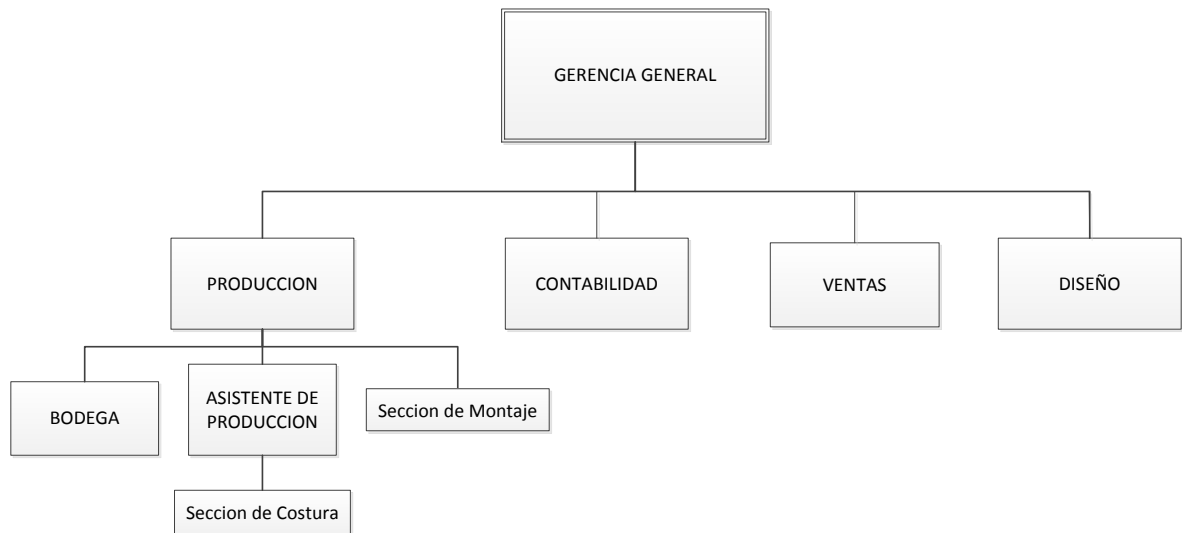 GERENCIA GENERAL
PRODUCCION
CONTABILIDAD
VENTAS
DISEÑO
BODEGA
ASISTENTE DE
PRODUCCION
Seccion de Montaje
Seccion de Costura